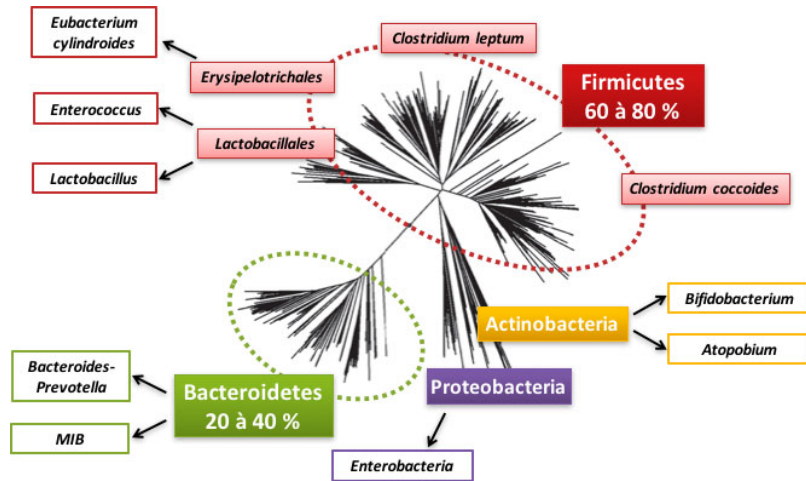 Eubacterium
cylindroides
Clostridium leptum
Erysipelotrichales
Firmicutes
60 à 80 %
Enterococcus
Lactobacillales
Lactobacillus
Clostridium coccoides
Bifidobacterium
Actinobacteria
Atopobium
Bacteroides-
Prevotella
Bacteroidetes
20 à 40 %
Proteobacteria
MIB
Enterobacteria